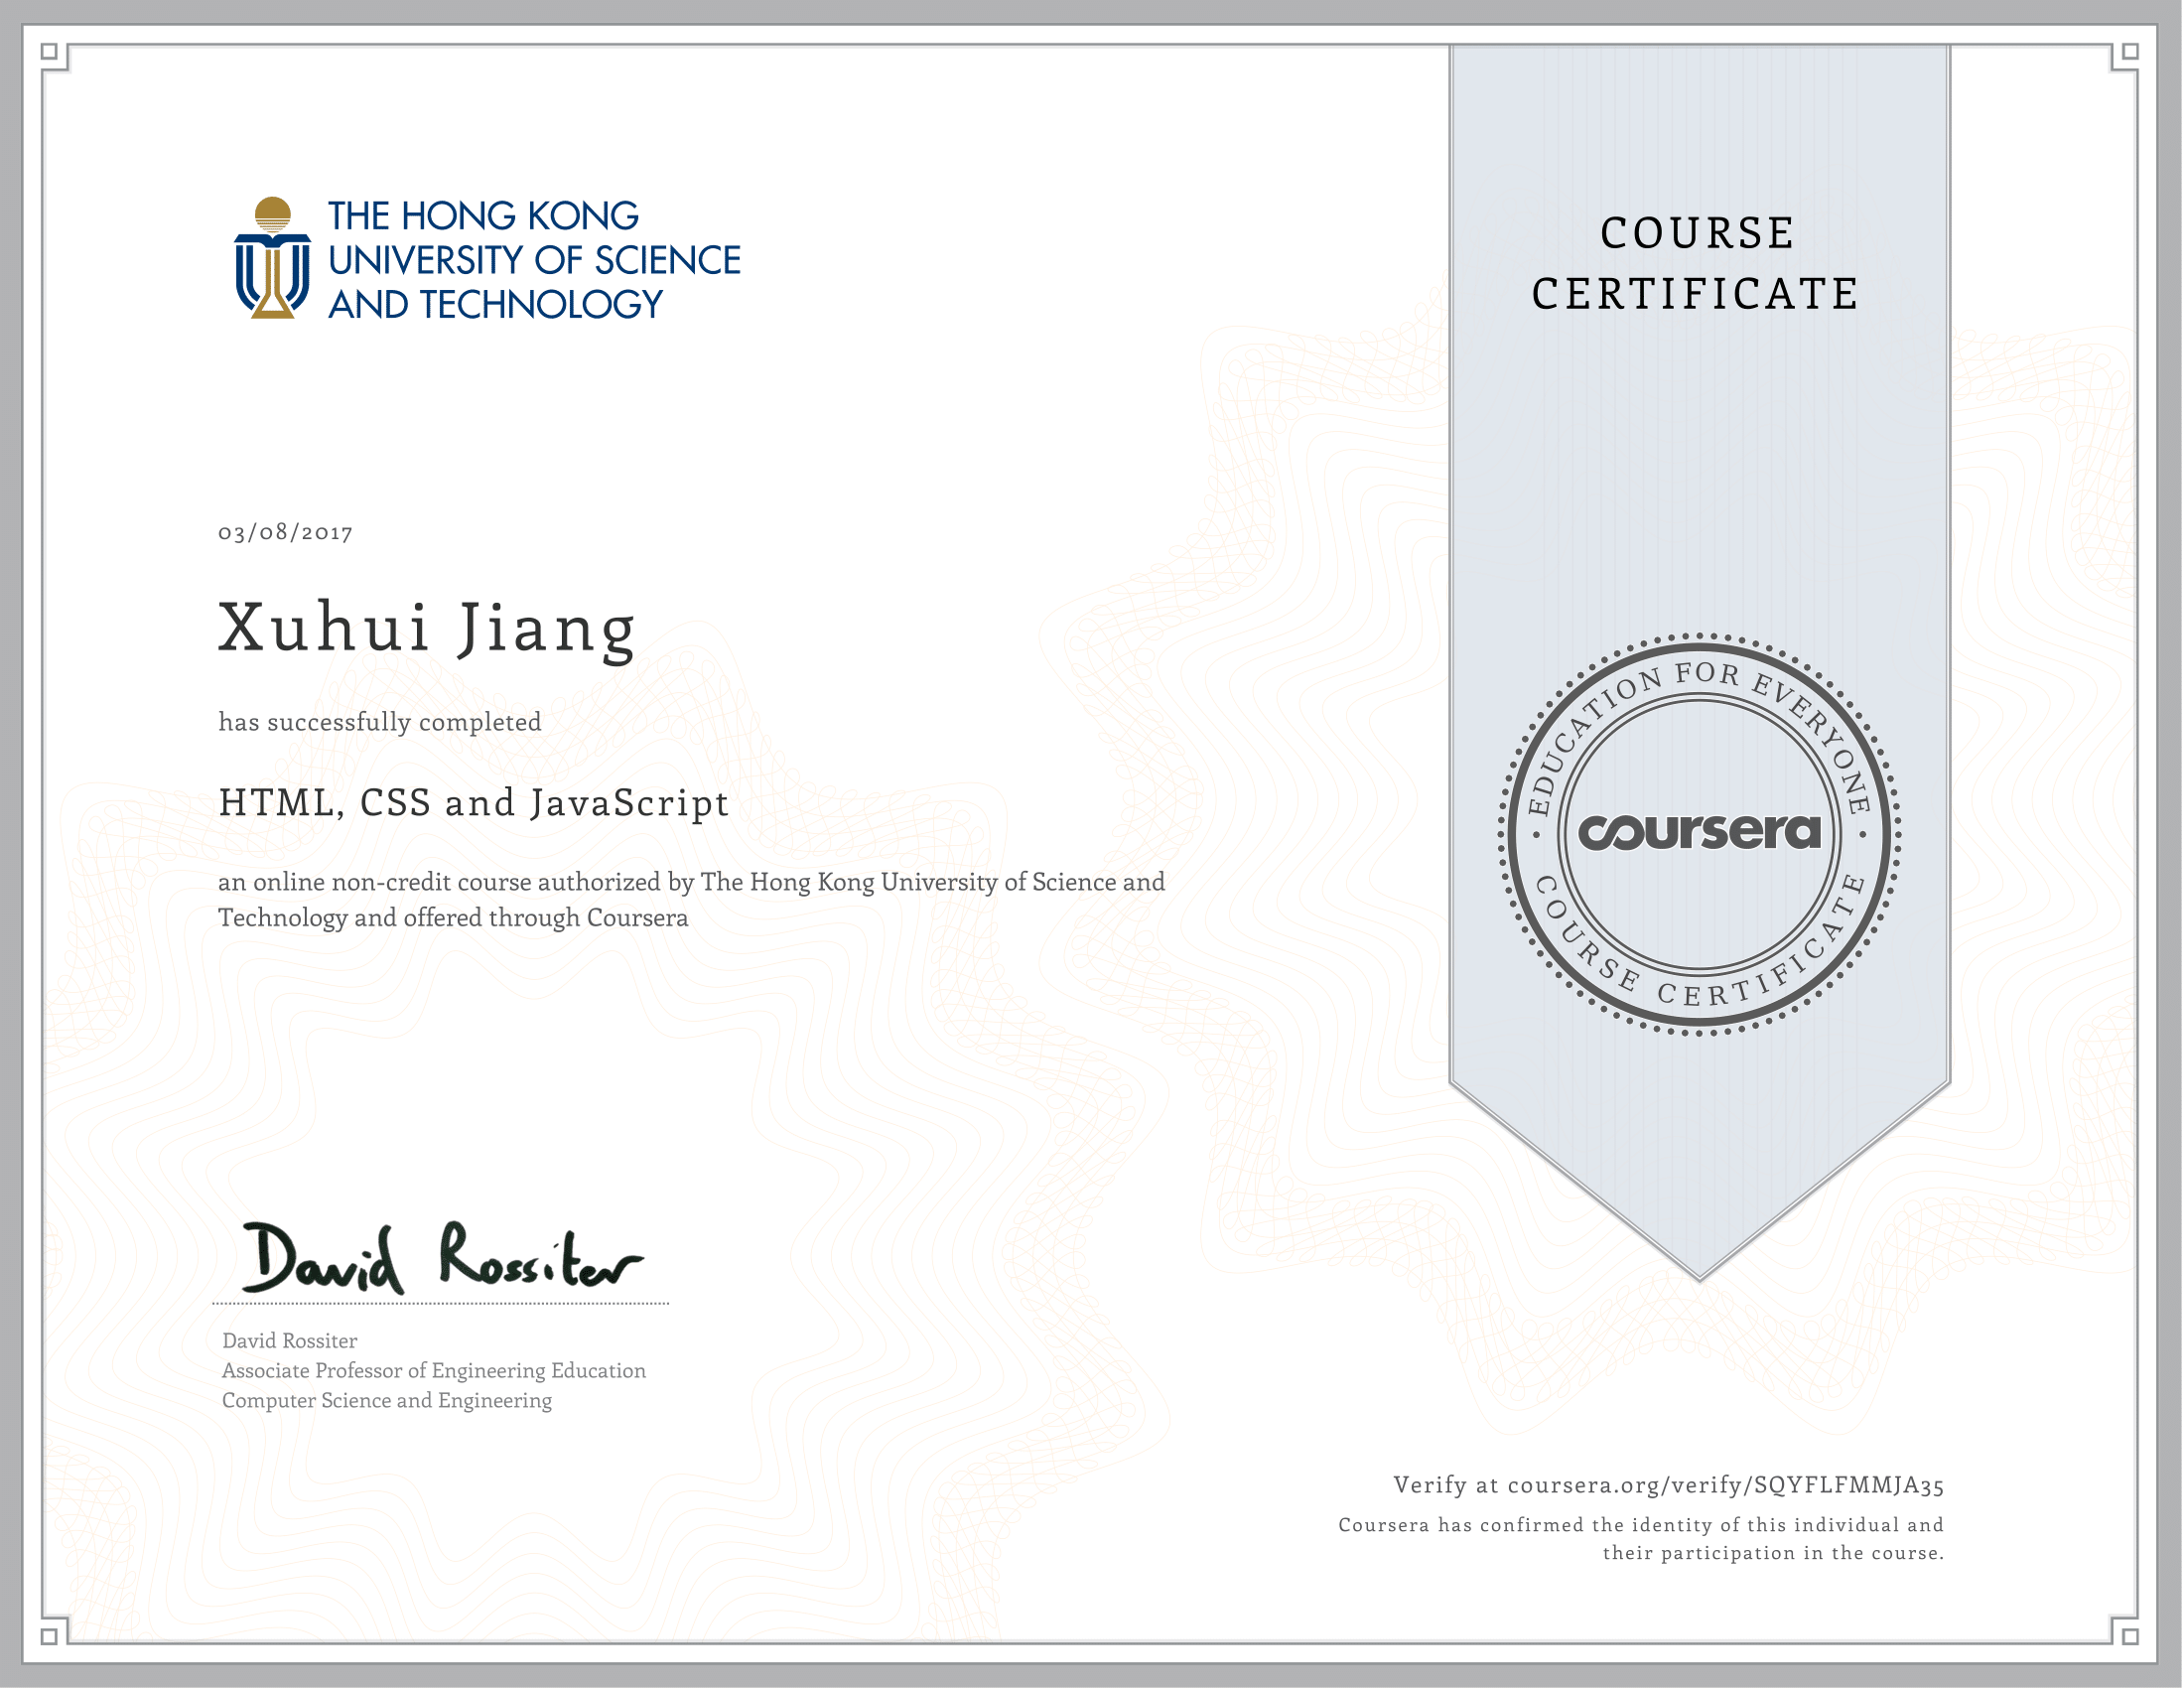 THE HONG KONG
UNIVERSITY OF SCIENCE
AND TECHNOLOGY
COURSE
CERTIFICATE
03/08/2017
Xuhui Jiang
has successfully completed
HTML, CSS and JavaScript
an online non-credit course authorized by The Hong Kong University of Science and
Technology and offered through Coursera
EDUCATION FOR EVERYONE
coursera
COURSE CERTIFICATE
David Rossiter
David Rossiter
Associate Professor of Engineering Education
Computer Science and Engineering
Verify at coursera.org/verify/SQYFLFMMJA35
Coursera has confirmed the identity of this individual and
their participation in the course.